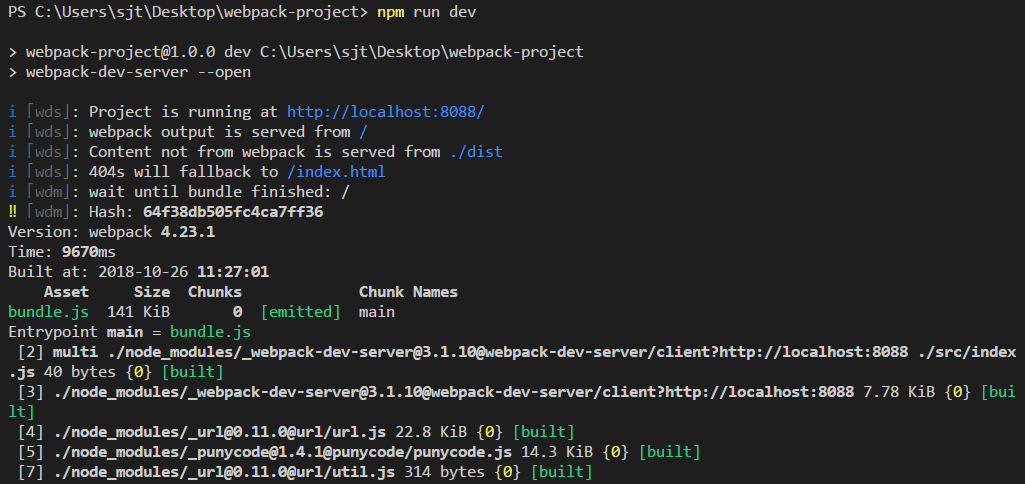 PS C:\Users\sjt\Desktop\webpack-project> npm run dev
> webpack-project@1.0.0 dev C:\Users\sjt\Desktop\webpack-project
> webpack-dev-server --open
i ｢wds｣: Project is running at http://localhost:8088/
i ｢wds｣: webpack output is served from /
i ｢wds｣: Content not from webpack is served from ./dist
i ｢wds｣: 404s will fallback to /index.html
i ｢wdm｣: wait until bundle finished: /
‼ ｢wdm｣: Hash: 64f38db505fc4ca7ff36
Version: webpack 4.23.1
Time: 9670ms
Built at: 2018-10-26 11:27:01
    Asset     Size  Chunks             Chunk Names
bundle.js  141 KiB       0  [emitted]  main
Entrypoint main = bundle.js
 [2] multi ./node_modules/_webpack-dev-server@3.1.10@webpack-dev-server/client?http://localhost:8088 ./src/index
.js 40 bytes {0} [built]
 [3] ./node_modules/_webpack-dev-server@3.1.10@webpack-dev-server/client?http://localhost:8088 7.78 KiB {0} [bui
lt]
 [4] ./node_modules/_url@0.11.0@url/url.js 22.8 KiB {0} [built]
 [5] ./node_modules/_punycode@1.4.1@punycode/punycode.js 14.3 KiB {0} [built]
 [7] ./node_modules/_url@0.11.0@url/util.js 314 bytes {0} [built]